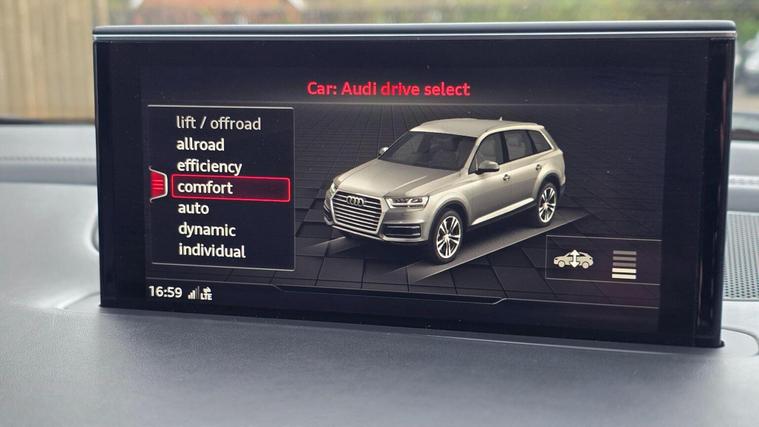 Car: Audi drive select
lift / offroad
allroad
efficiency
comfort
auto
dynamic
individual
16:59
LTE